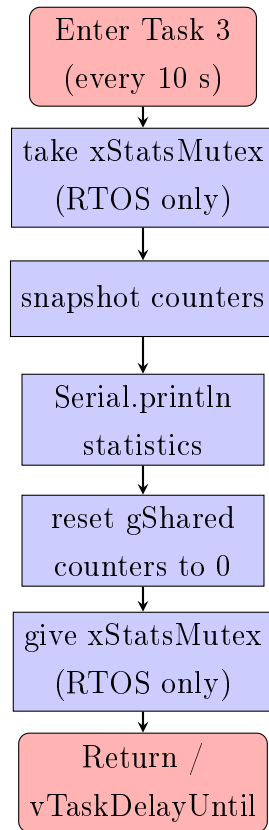 Enter Task 3
(every 10 s)
take xStatsMutex
(RTOS only)
snapshot counters
Serial.println
statistics
reset gShared
counters to 0
give xStatsMutex
(RTOS only)
Return /
vTaskDelayUntil